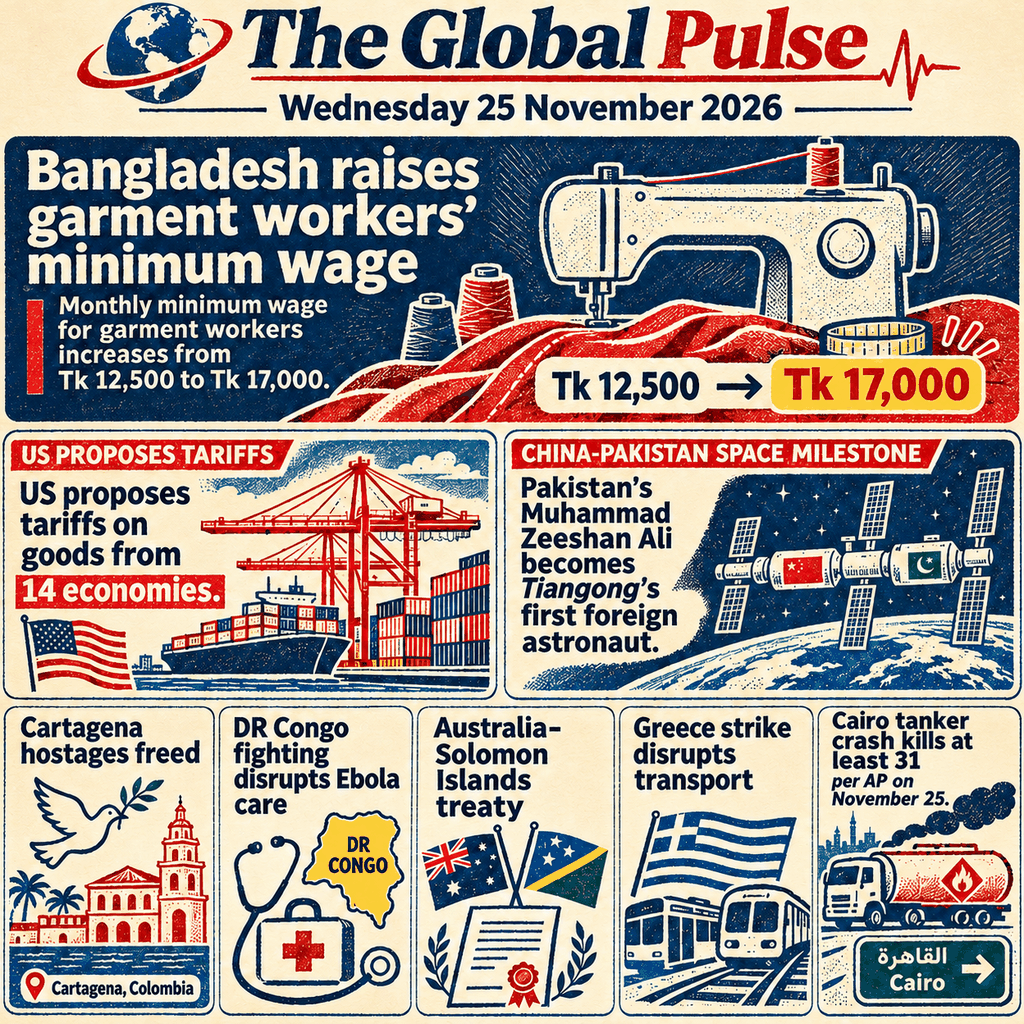 The Global Pulse
Wednesday 25 November 2026
Bangladesh raises
garment workers’
minimum wage
Monthly minimum wage
for garment workers
increases from
Tk 12,500 to Tk 17,000.
Tk 12,500 → Tk 17,000
US PROPOSES TARIFFS
US proposes
tariffs on
goods from
14 economies.
CHINA-PAKISTAN SPACE MILESTONE
Pakistan’s
Muhammad
Zeeshan Ali
becomes
Tiangong’s
first foreign
astronaut.
Cartagena
hostages freed
Cartagena, Colombia
DR Congo
fighting
disrupts Ebola
care
DR
CONGO
Australia–
Solomon
Islands
treaty
Greece strike
disrupts
transport
Cairo tanker
crash kills at
least 31
per AP on
November 25.
القاهرة
Cairo